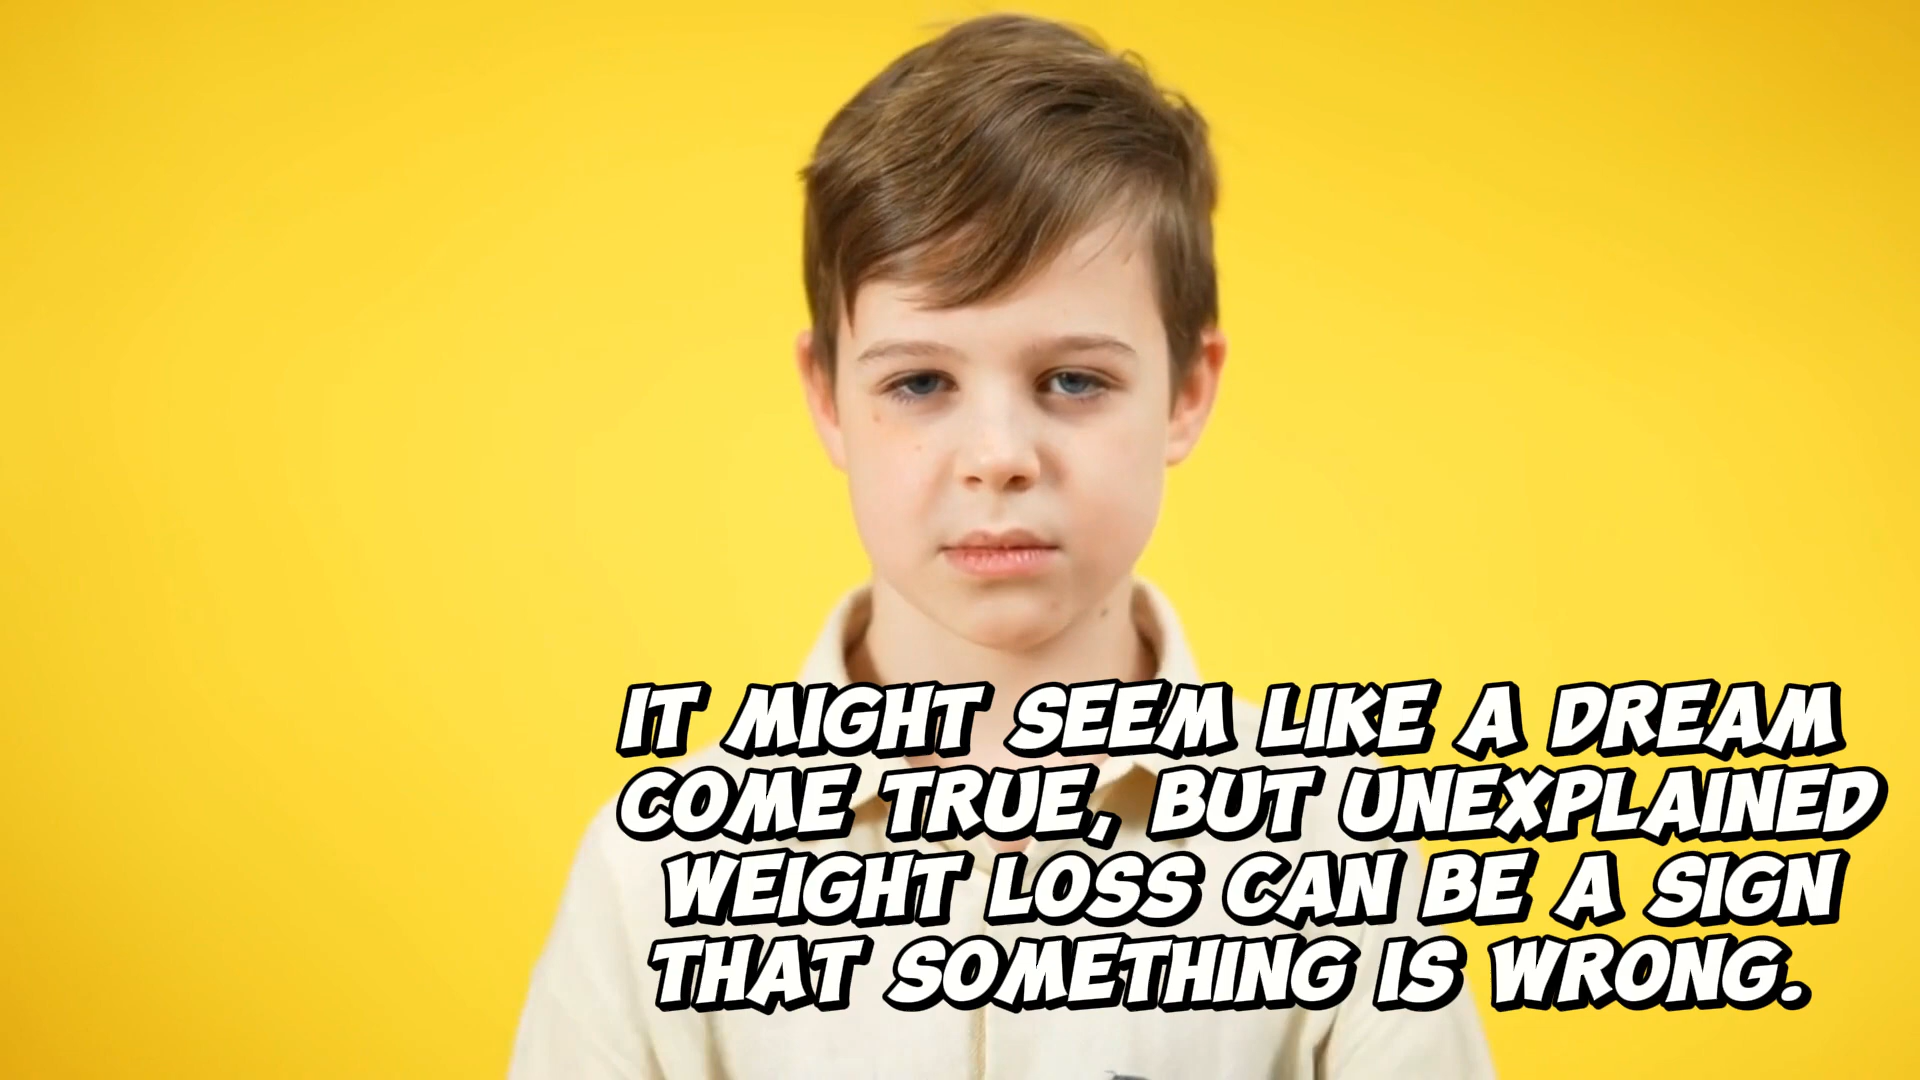 IT MIGHT SEEM LIKE A DREAM
COME TRUE, BUT UNEXPLAINED
WEIGHT LOSS CAN BE A SIGN
THAT SOMETHING IS WRONG.